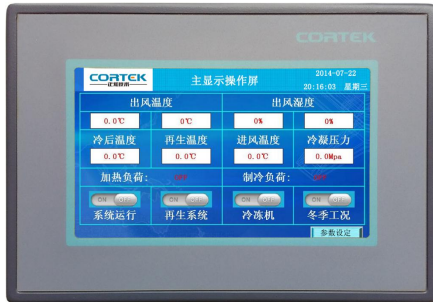 CORTEK
CORTEK
主显示操作屏
2014-07-22
20:16:03 星期三
出风温度
出风湿度
0.0℃
0℃
0%
0%
冷后温度
再生温度
进风温度
冷凝压力
0.0℃
0.0℃
0.0℃
0.0Mpa
加热负荷:
制冷负荷:
ON
ON
ON
ON
系统运行
再生系统
冷冻机
冬季工况
参数设定